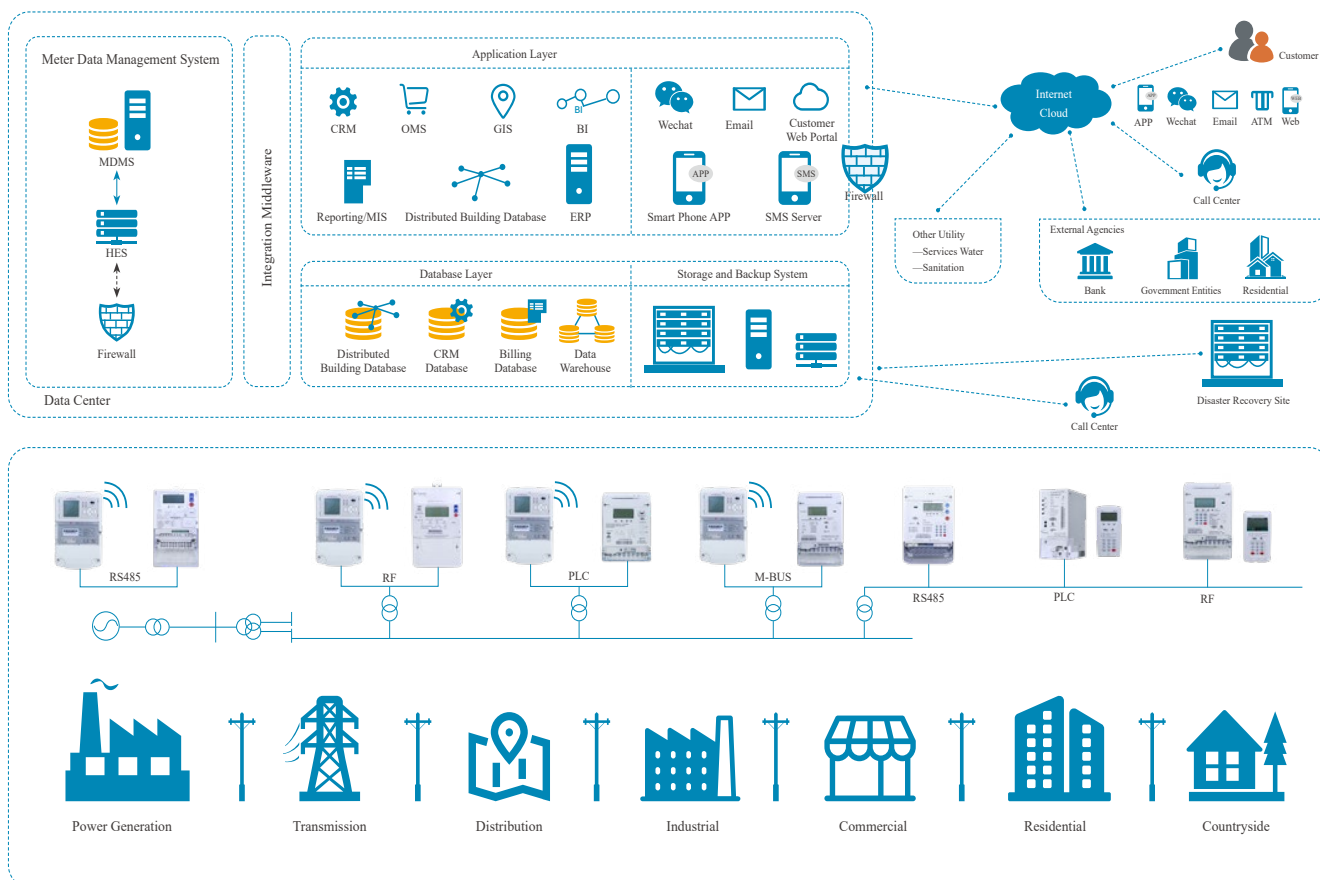 Meter Data Management System
MDMS
HES
Firewall
Data Center
Integration Middleware
Application Layer
CRM
OMS
GIS
BI
BI
Reporting/MIS
Distributed Building Database
ERP
Wechat
Email
Customer
Web Portal
APP
Smart Phone APP
SMS
SMS Server
Firewall
Database Layer
Distributed
Building Database
CRM
Database
Billing
Database
Data
Warehouse
Storage and Backup System
Internet
Cloud
Customer
APP
APP
Wechat
Email
ATM
Web
Call Center
Other Utility
—Services Water
—Sanitation
External Agencies
Bank
Government Entities
Residential
Disaster Recovery Site
Call Center
RS485
RF
PLC
M-BUS
RS485
PLC
RF
Power Generation
Transmission
Distribution
Industrial
Commercial
Residential
Countryside